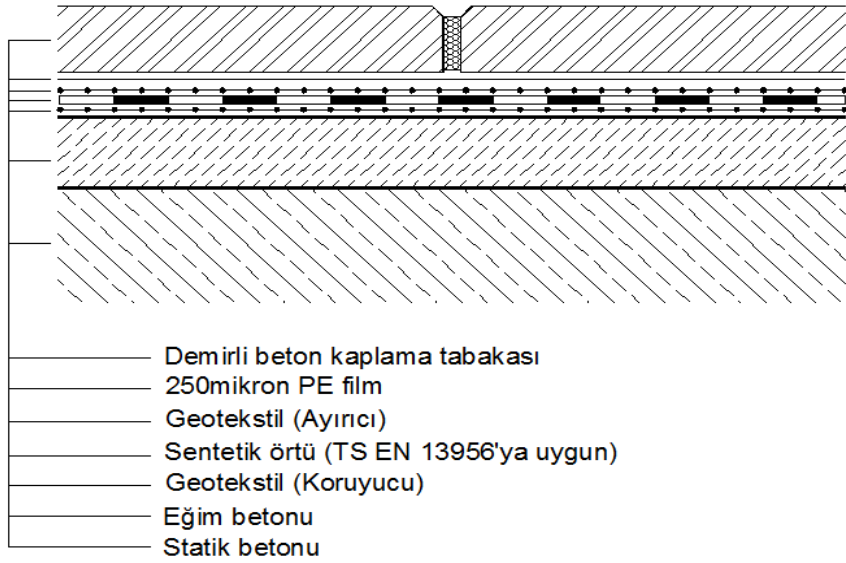 Demirli beton kaplama tabakası
250mikron PE film
Geotekstil (Ayırıcı)
Sentetik örtü (TS EN 13956'ya uygun)
Geotekstil (Koruyucu)
Eğim betonu
Statik betonu